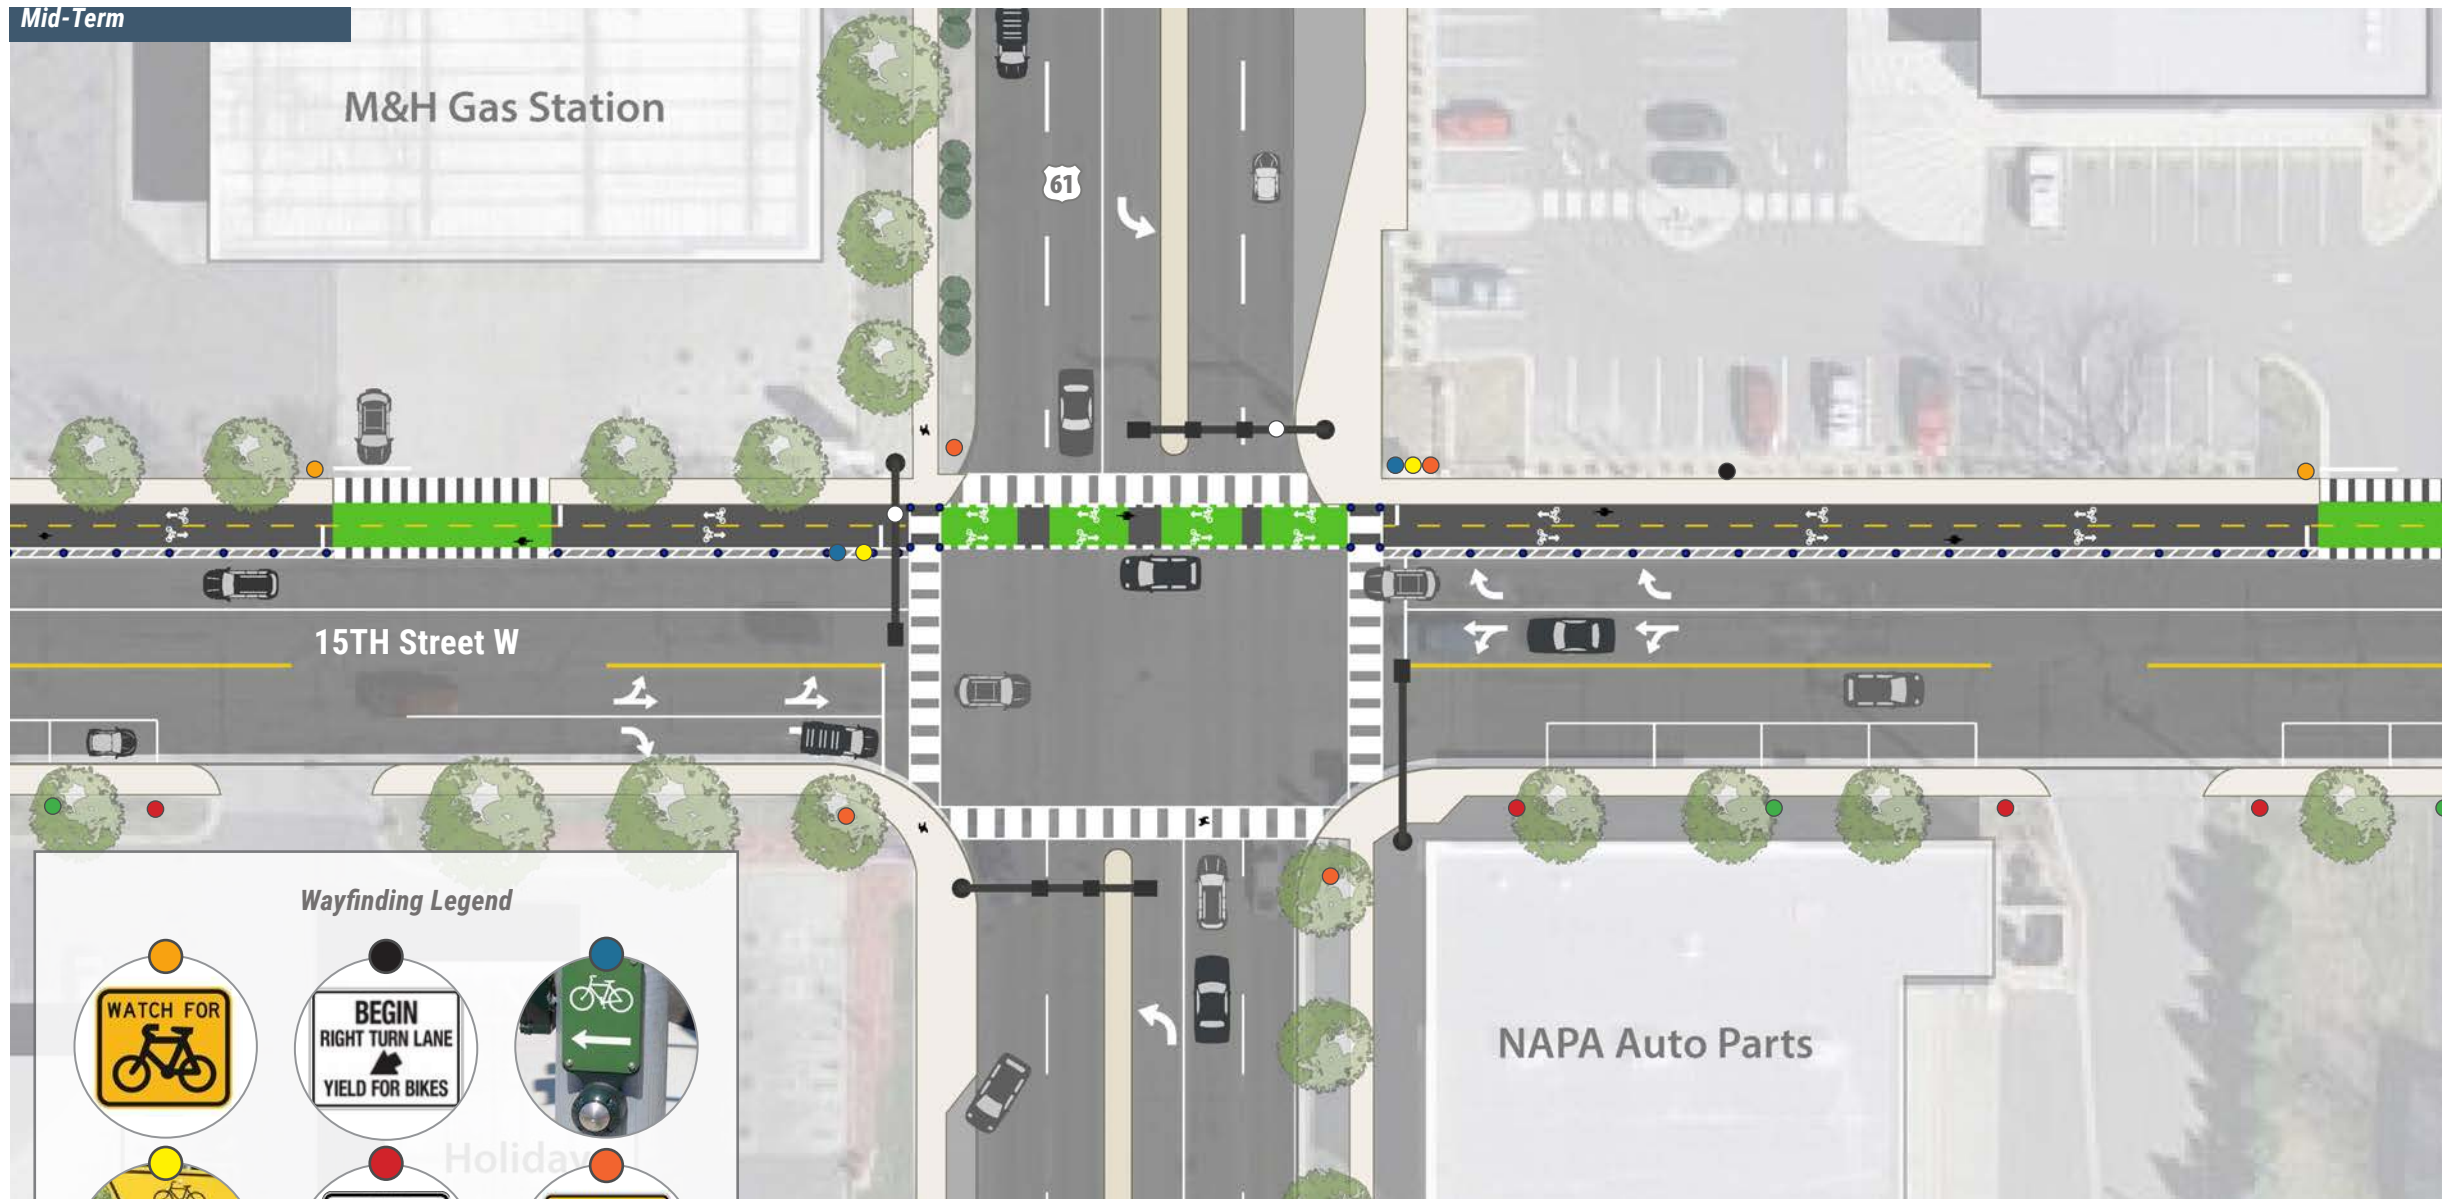 Mid-Term
M&H Gas Station
61
15TH Street W
Wayfinding Legend
WATCH FOR
BEGIN
RIGHT TURN LANE
YIELD FOR BIKES
NAPA Auto Parts
Holiday